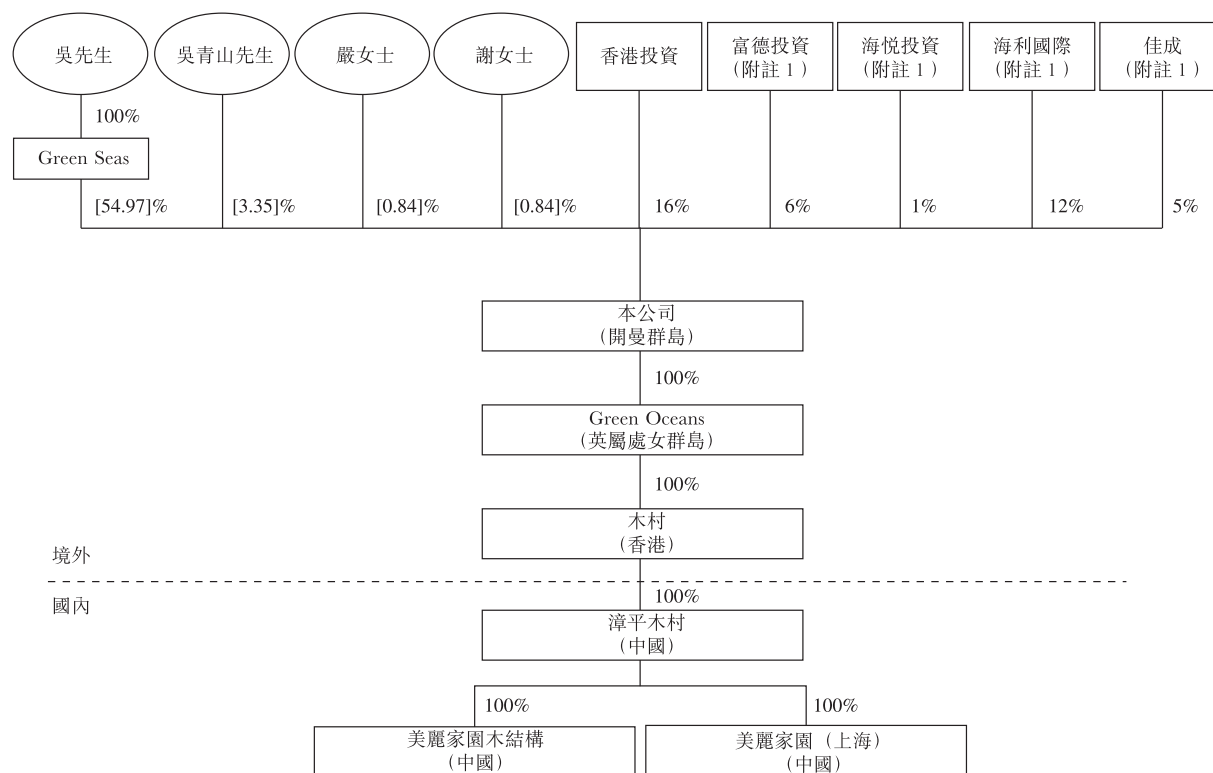 吳先生
吳青山先生
嚴女士
謝女士
香港投資
富德投資
(附註 1)
海悦投資
(附註 1)
海利國際
(附註 1)
佳成
(附註 1)
100%
Green Seas
[54.97]%
[3.35]%
[0.84]%
[0.84]%
16%
6%
1%
12%
5%
本公司
(開曼群島)
100%
Green Oceans
(英屬處女群島)
100%
木村
(香港)
境外
國內
100%
漳平木村
(中國)
100%
100%
美麗家園木結構
(中國)
美麗家園(上海)
(中國)